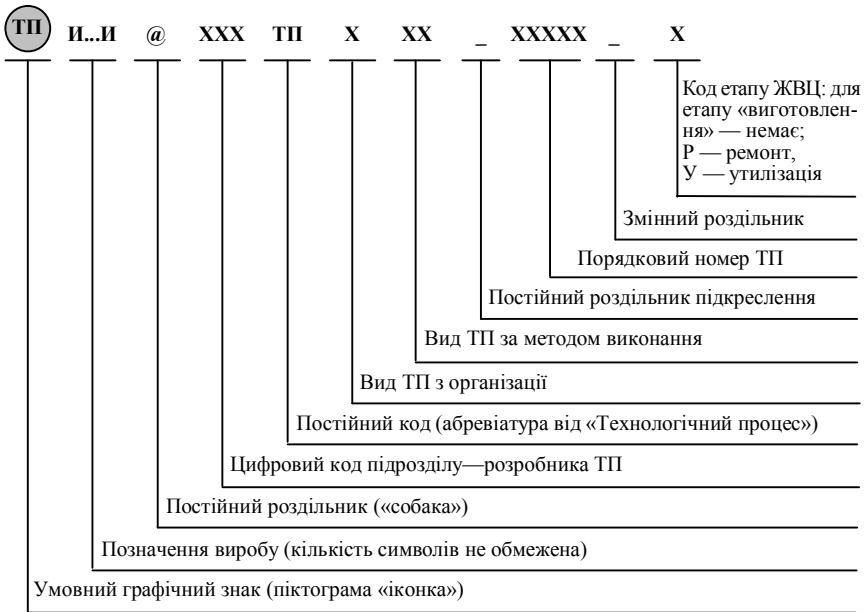 ТП И...И @ ХХХ ТП Х ХХ _ ХХХХХ _ Х
Код етапу ЖВЦ: для
етапу «виготовлен-
ня» — немає;
Р — ремонт,
У — утилізація
Змінний роздільник
Порядковий номер ТП
Постійний роздільник підкреслення
Вид ТП за методом виконання
Вид ТП з організації
Постійний код (абревіатура від «Технологічний процес»)
Цифровий код підрозділу—розробника ТП
Постійний роздільник («собака»)
Позначення виробу (кількість символів не обмежена)
Умовний графічний знак (піктограма «іконка»)